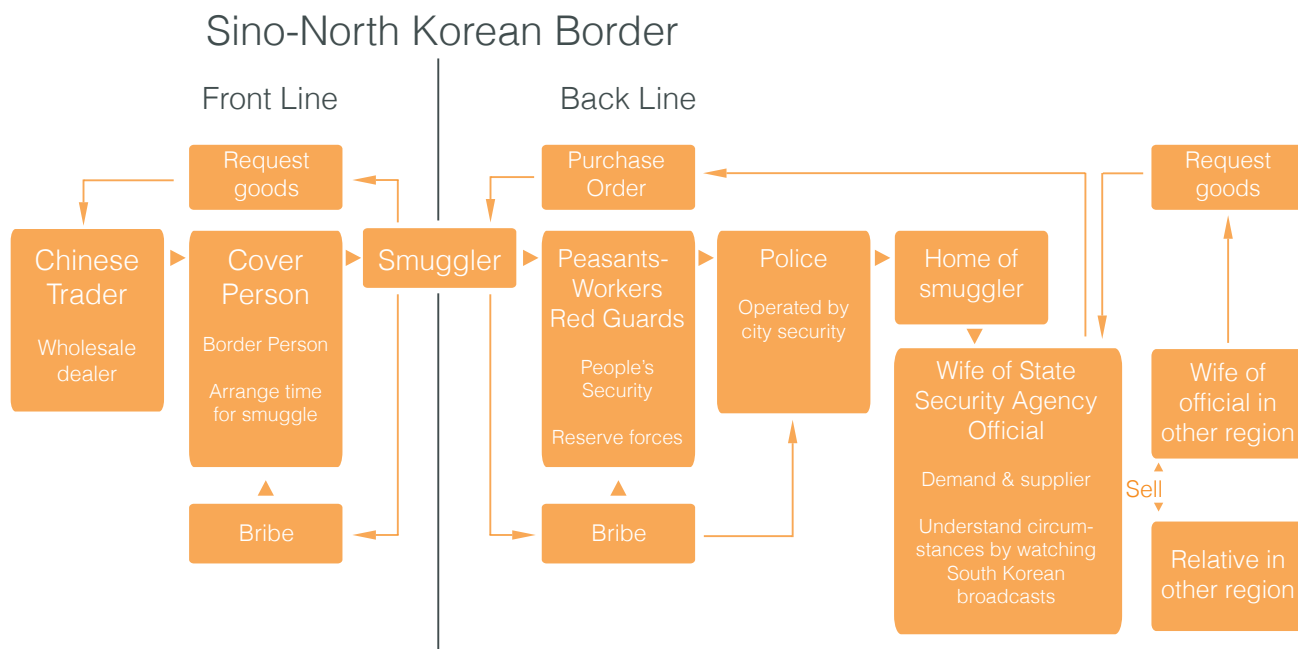 Sino-North Korean Border
Front Line
Back Line
Request
goods
Purchase
Order
Request
goods
Chinese
Trader
Wholesale
dealer
Cover
Person
Border Person
Arrange time
for smuggle
Smuggler
Peasants-
Workers
Red Guards
People's
Security
Reserve forces
Police
Operated by
city security
Home of
smuggler
Wife of State
Security Agency
Official
Demand & supplier
Understand circum-
stances by watching
South Korean
broadcasts
Wife of
official in
other region
Sell
Relative in
other region
Bribe
Bribe